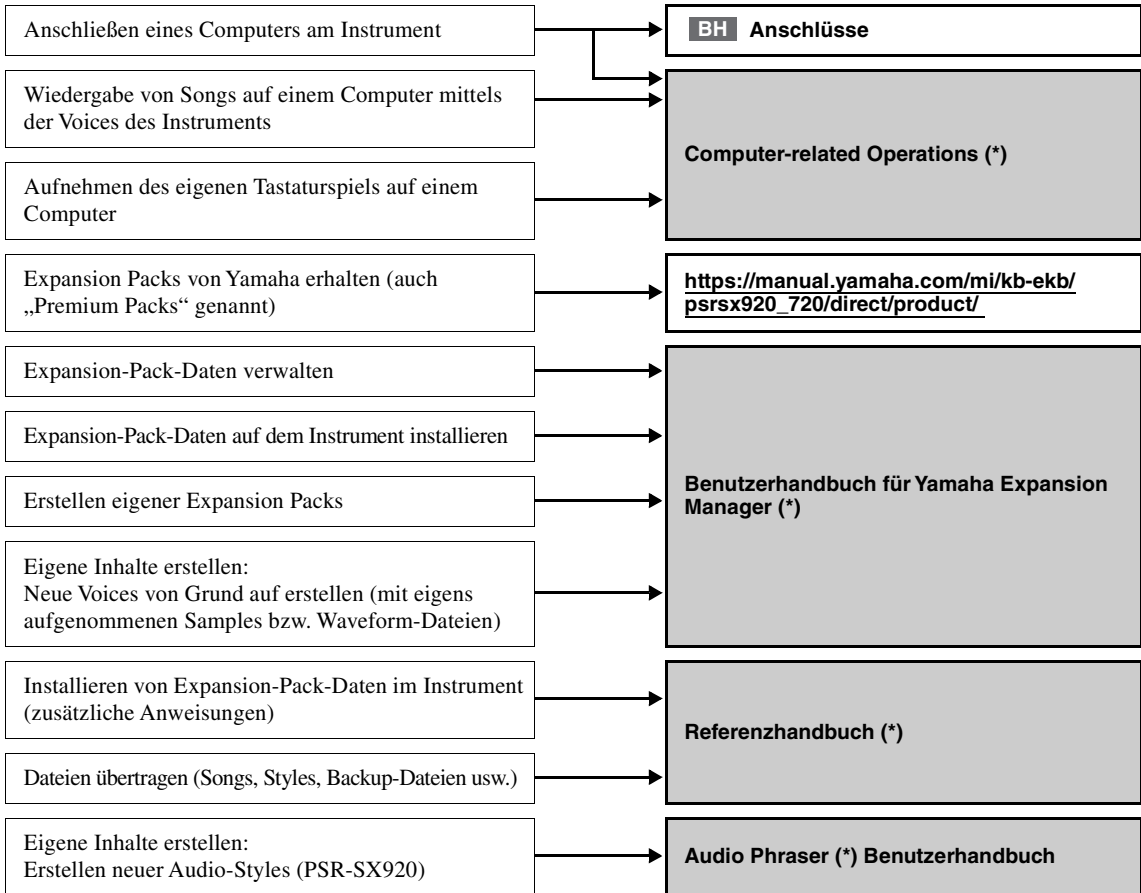 Anschließen eines Computers am Instrument
BH Anschlüsse
Wiedergabe von Songs auf einem Computer mittels
der Voices des Instruments
Aufnehmen des eigenen Tastaturspiels auf einem
Computer
Computer-related Operations (*)
Expansion Packs von Yamaha erhalten (auch
„Premium Packs“ genannt)
https://manual.yamaha.com/mi/kb-ekb/
psrsx920_720/direct/product/
Expansion-Pack-Daten verwalten
Expansion-Pack-Daten auf dem Instrument installieren
Erstellen eigener Expansion Packs
Eigene Inhalte erstellen:
Neue Voices von Grund auf erstellen (mit eigens
aufgenommenen Samples bzw. Waveform-Dateien)
Benutzerhandbuch für Yamaha Expansion
Manager (*)
Installieren von Expansion-Pack-Daten im Instrument
(zusätzliche Anweisungen)
Dateien übertragen (Songs, Styles, Backup-Dateien usw.)
Referenzhandbuch (*)
Eigene Inhalte erstellen:
Erstellen neuer Audio-Styles (PSR-SX920)
Audio Phraser (*) Benutzerhandbuch